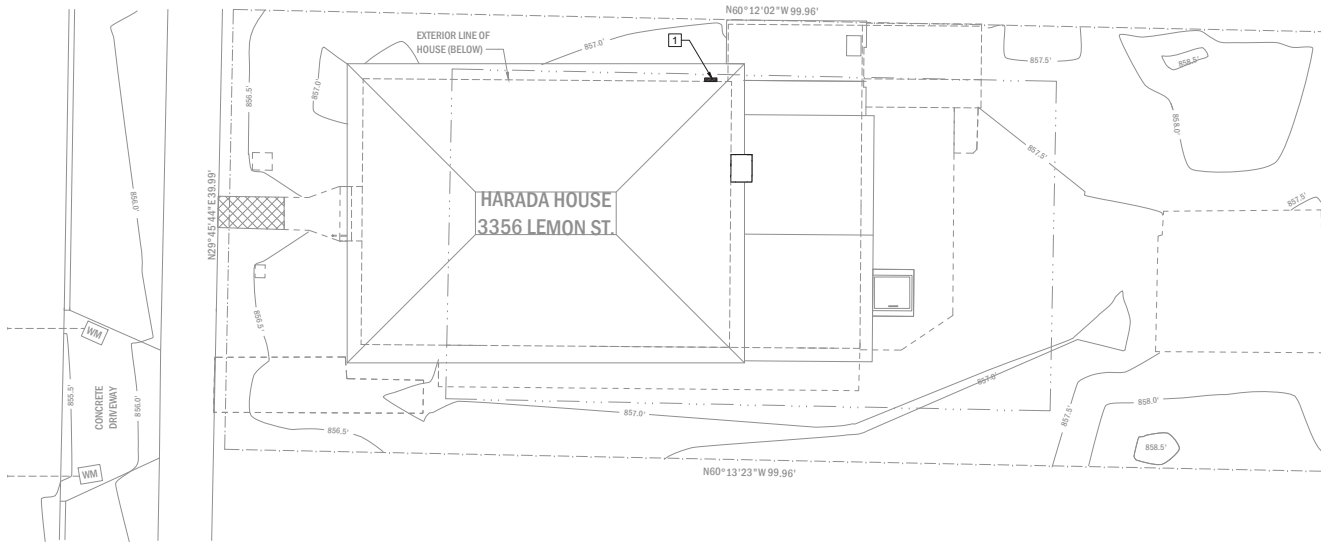 N60°12'02"W 99.96'
EXTERIOR LINE OF
HOUSE (BELOW)
1
857.0'
857.5'
858.5'
856.5'
857.0'
858.0'
857.5'
856.0'
N29°45'44"E 39.99'
HARADA HOUSE
3356 LEMON ST.
857.5'
856.5'
WM
855.5'
CONCRETE
DRIVEWAY
856.0'
857.0'
857.0'
857.5'
858.0'
856.5'
858.5'
WM
N60°13'23"W 99.96'